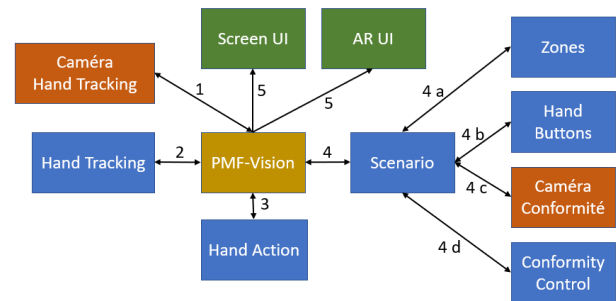 Screen UI
AR UI
Zones
Caméra
Hand Tracking
1
5
5
4 a
Hand
Buttons
4 b
Hand Tracking
2
PMF-Vision
4
Scenario
4 c
Caméra
Conformité
3
Hand Action
4 d
Conformity
Control